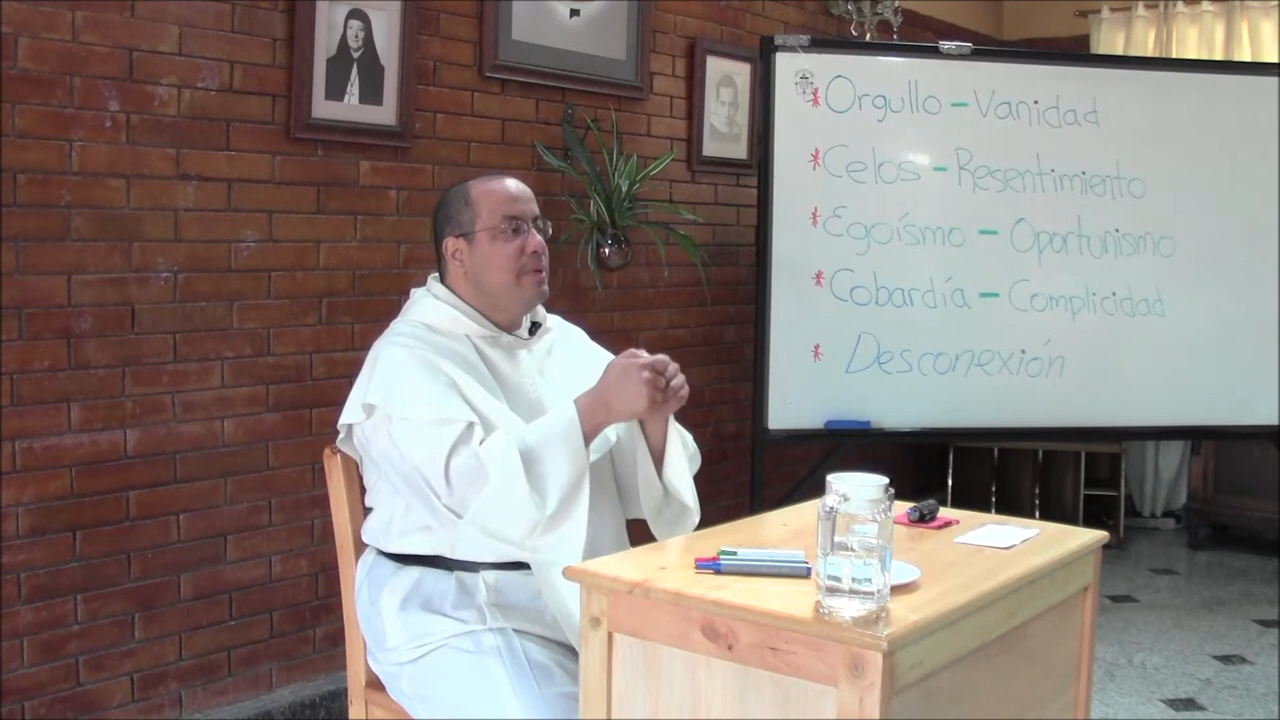 * Orgullo - Vanidad
* Celos - Resentimiento
* Egoísmo - Oportunismo
* Cobardía - Complicidad
* Desconexión